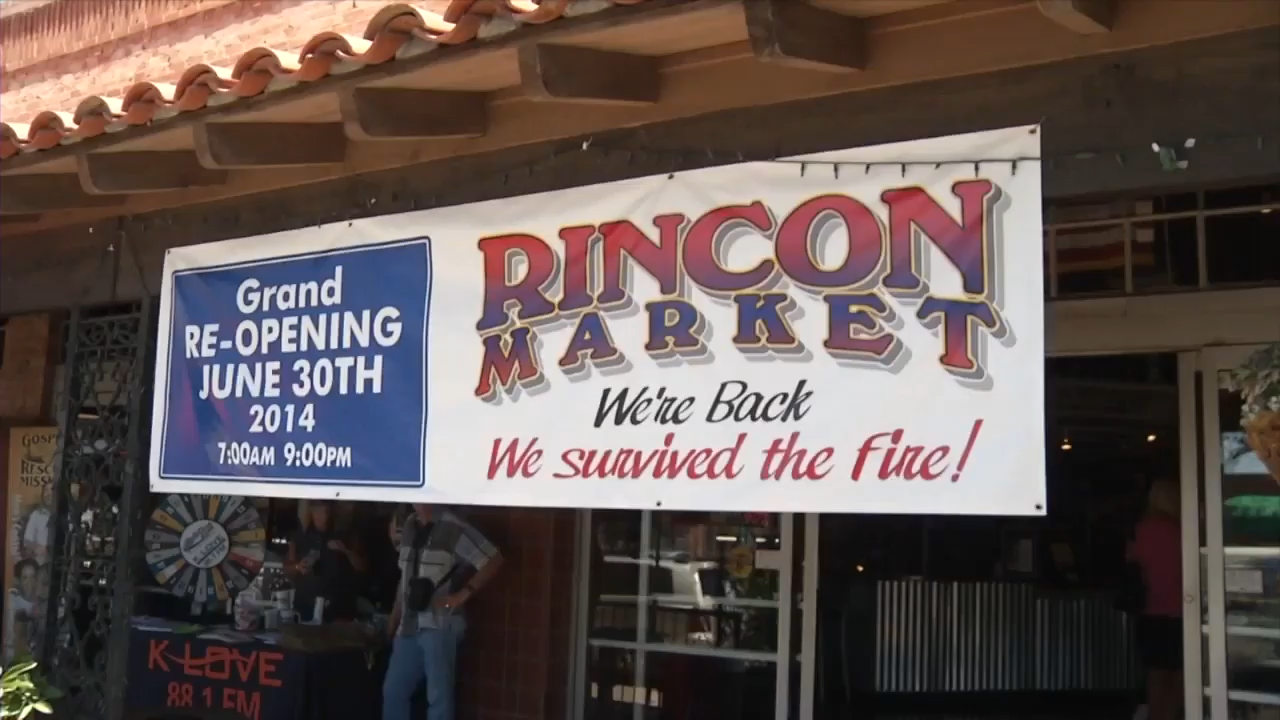 Grand
RE-OPENING
JUNE 30TH
2014
7:00AM 9:00PM
RINCON
MARKET
We're Back
We survived the fire!
K-LOVE
88.1 FM